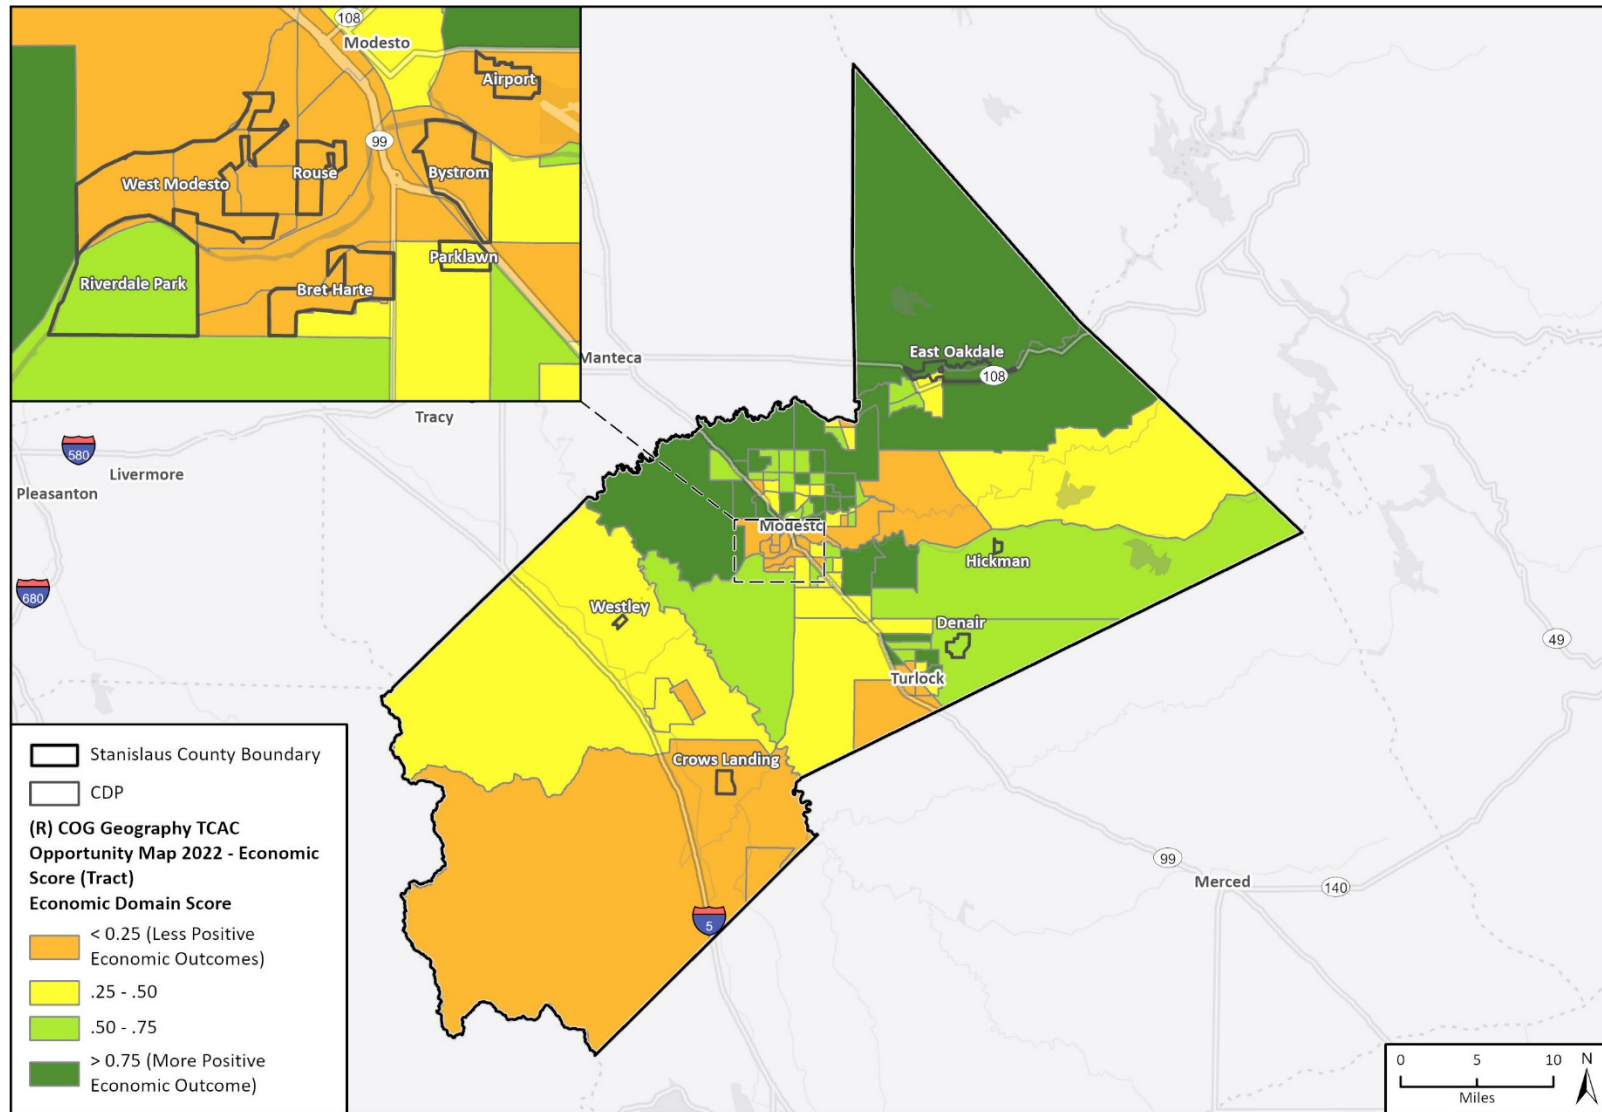 108
Modesto
Airport
99
West Modesto
Rouse
Bystrom
Parklawn
Riverdale Park
Bret Harte
Manteca
Tracy
580
Livermore
Pleasanton
680
East Oakdale
108
Modesto
Hickman
Westley
Denair
Turlock
49
Crows Landing
99
Merced
140
5
Stanislaus County Boundary
CDP
(R) COG Geography TCAC
Opportunity Map 2022 - Economic
Score (Tract)
Economic Domain Score
< 0.25 (Less Positive
Economic Outcomes)
.25 - .50
.50 - .75
> 0.75 (More Positive
Economic Outcome)
0 5 10
Miles
N